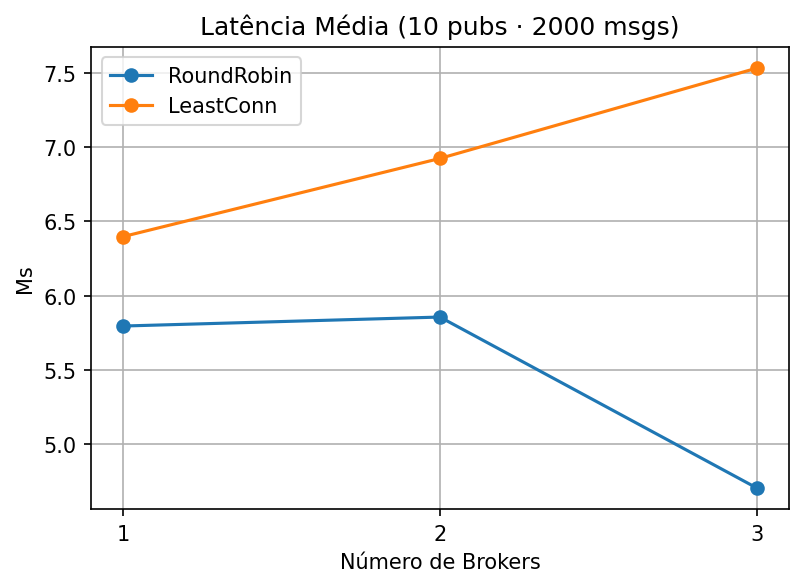 Latência Média (10 pubs · 2000 msgs)
RoundRobin
LeastConn
7.5
7.0
6.5
6.0
5.5
5.0
Ms
1
2
3
Número de Brokers